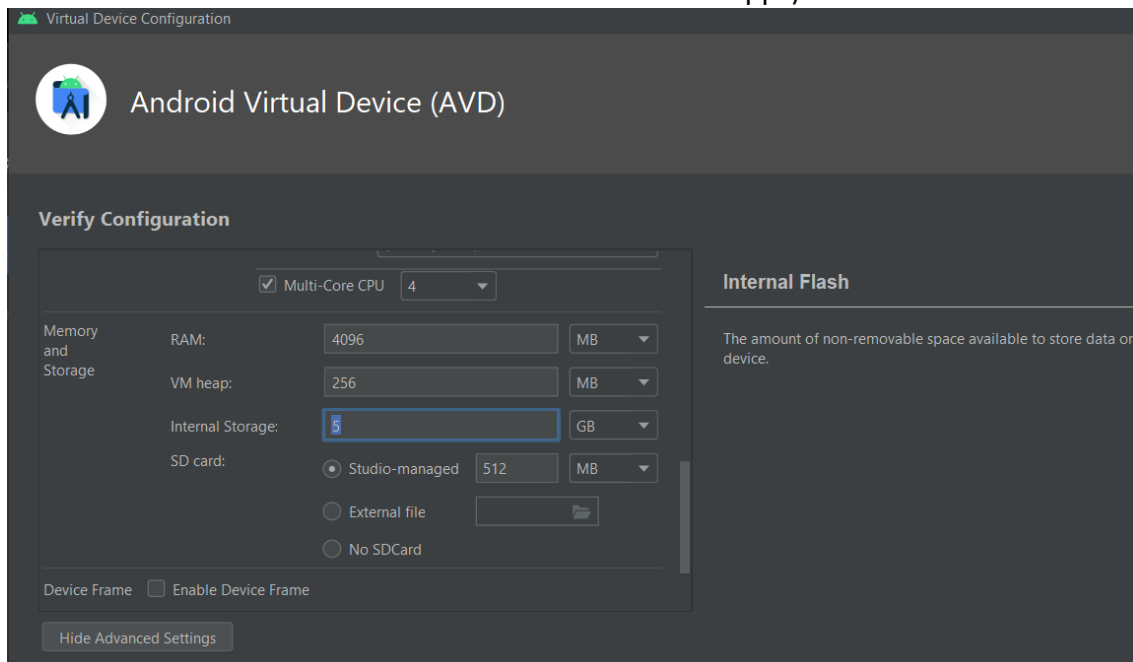 Virtual Device Configuration
Android Virtual Device (AVD)
Verify Configuration
Multi-Core CPU 4
Memory and Storage
RAM: 4096 MB
VM heap: 256 MB
Internal Storage: 5 GB
SD card: Studio-managed 512 MB
External file
No SDCard
Device Frame Enable Device Frame
Hide Advanced Settings
Internal Flash
The amount of non-removable space available to store data on
device.